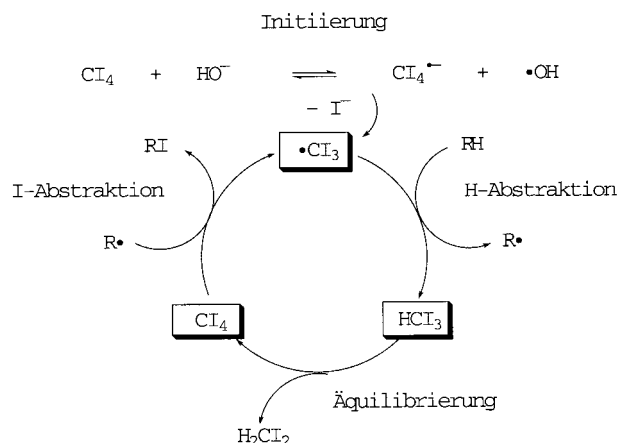 Initiierung
CI₄ + HO⁻ ⇌ CI₄•⁻ + •OH
- I⁻
RI •CI₃ RH
I-Abstraktion H-Abstraktion
R• R•
CI₄ HCI₃
Äquilibrierung
H₂CI₂